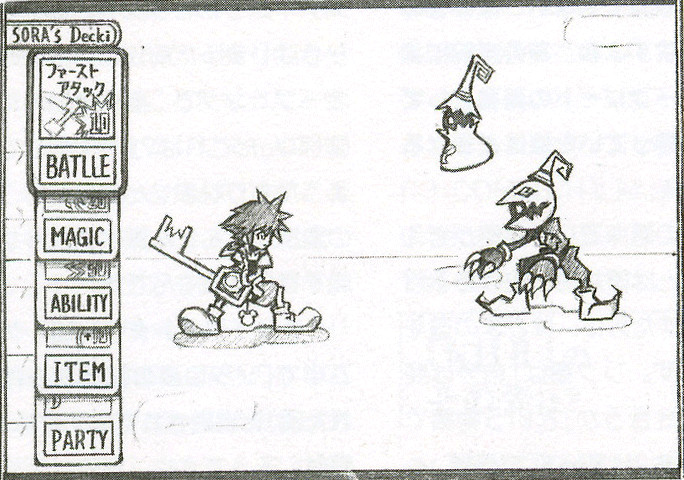 SORA's Decki
ファースト
アタック
10
BATLLE
MAGIC
ABILITY
ITEM
PARTY